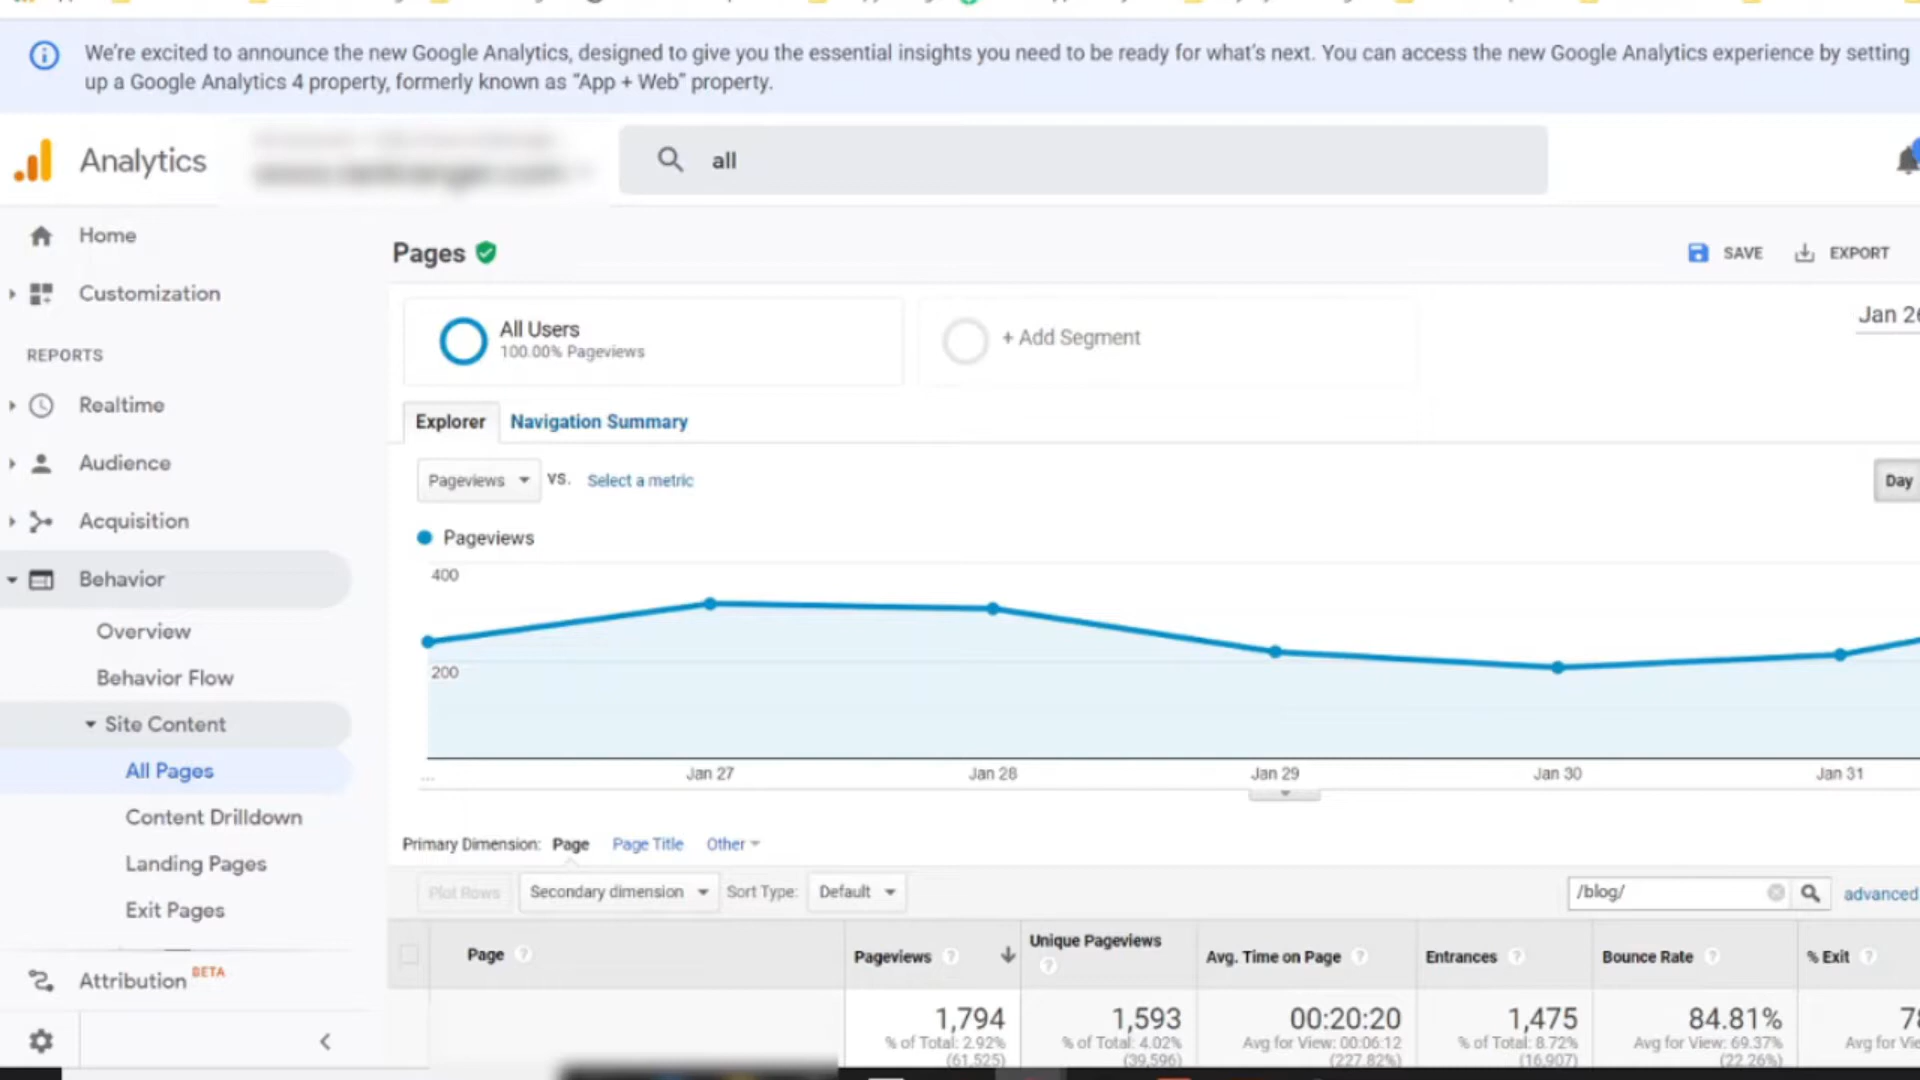 We're excited to announce the new Google Analytics, designed to give you the essential insights you need to be ready for what's next. You can access the new Google Analytics experience by setting
up a Google Analytics 4 property, formerly known as "App + Web" property.
Analytics
all
Home
Customization
REPORTS
Realtime
Audience
Acquisition
Behavior
Overview
Behavior Flow
Site Content
All Pages
Content Drilldown
Landing Pages
Exit Pages
Attribution BETA
Pages
SAVE
EXPORT
All Users
100.00% Pageviews
+ Add Segment
Jan 26
Explorer
Navigation Summary
Pageviews
VS.
Select a metric
Day
Pageviews
400
200
...
Jan 27
Jan 28
Jan 29
Jan 30
Jan 31
Primary Dimension:
Page
Page Title
Other
Plot Rows
Secondary dimension
Sort Type:
Default
/blog/
advanced
Page
Pageviews
Unique Pageviews
Avg. Time on Page
Entrances
Bounce Rate
% Exit
1,794
% of Total: 2.92%
(61,525)
1,593
% of Total: 4.02%
(39,596)
00:20:20
Avg for View: 00:06:12
(227.82%)
1,475
% of Total: 8.72%
(16,907)
84.81%
Avg for View: 69.37%
(22.26%)
Avg for